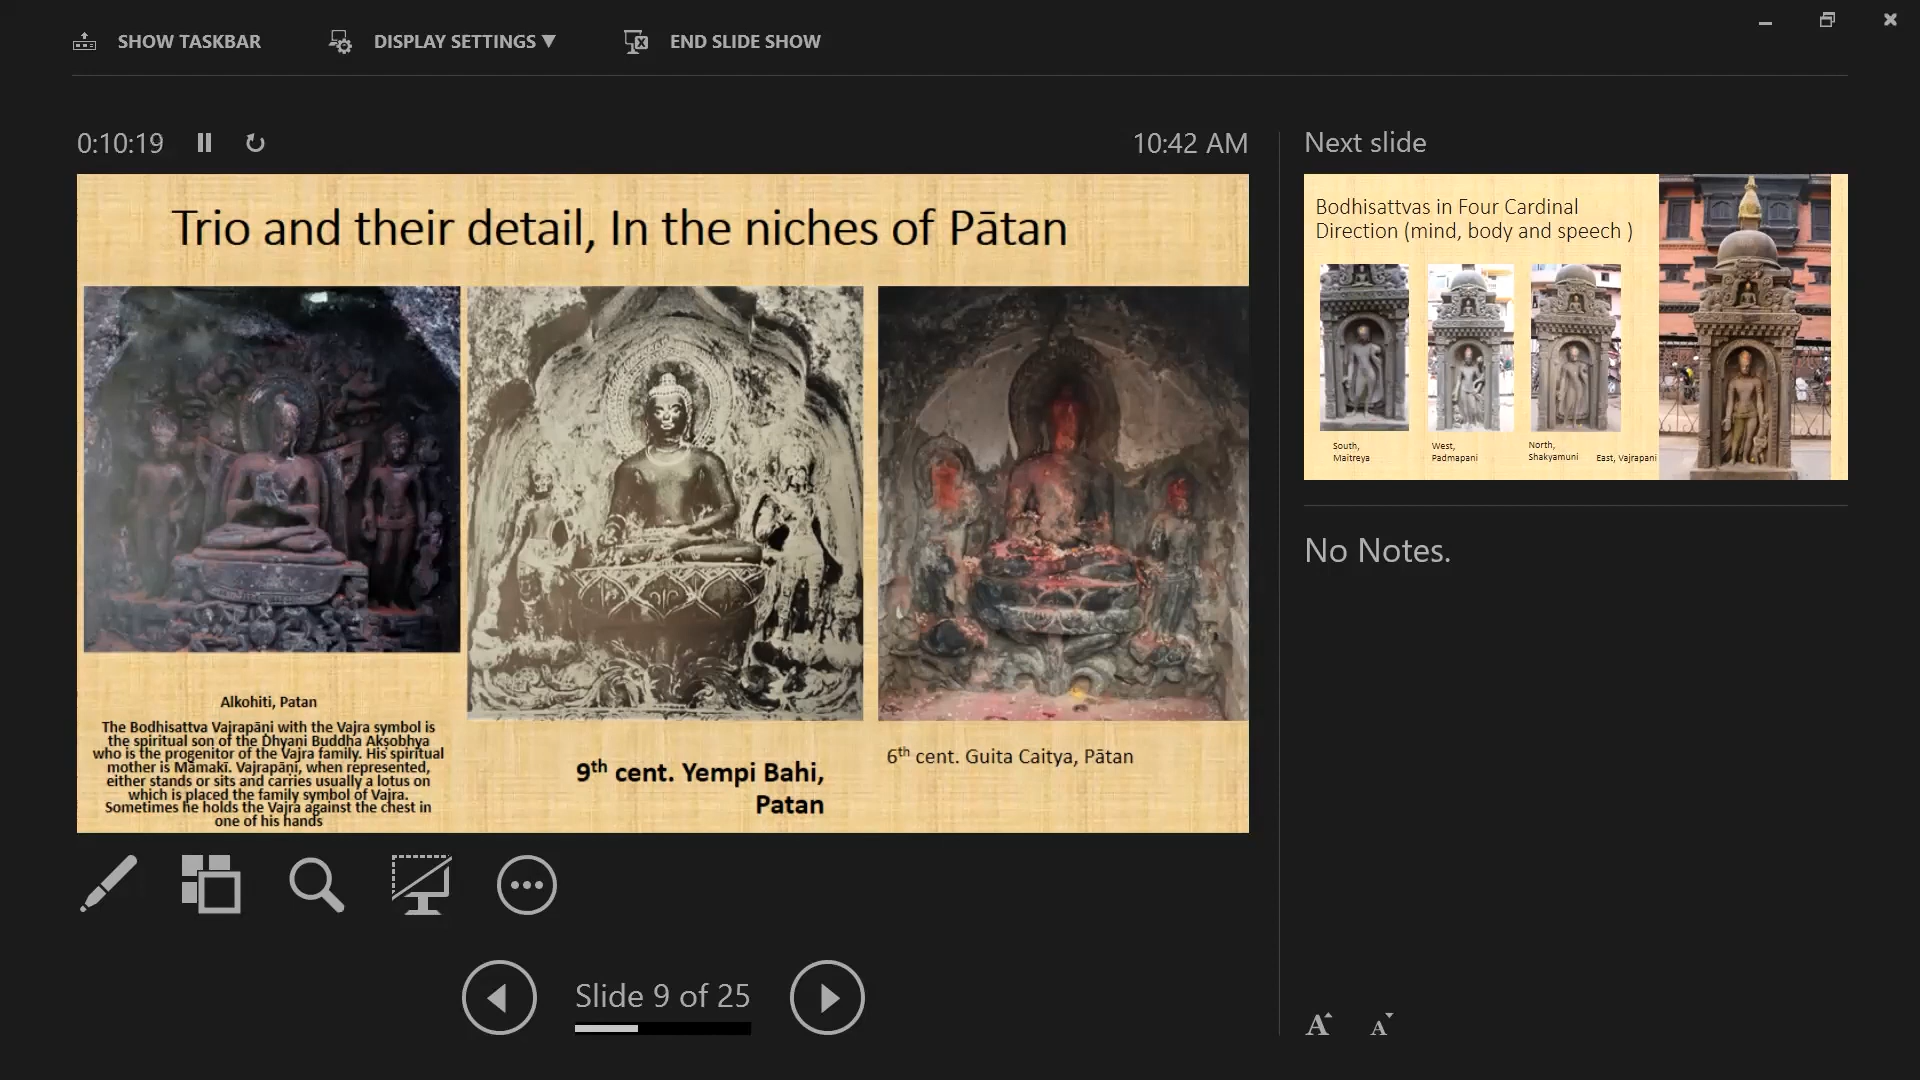 SHOW TASKBAR
DISPLAY SETTINGS ▼
END SLIDE SHOW
0:10:19
10:42 AM
Trio and their detail, In the niches of Pātan
Alkohiti, Patan
The Bodhisattva Vajrapāni with the Vajra symbol is
the spiritual son of the Dhyani Buddha Akṣobhya
who is the progenitor of the Vajra family. His spiritual
mother is Māmakī. Vajrapāni, when represented,
either stands or sits and carries usually a lotus on
which is placed the family symbol of Vajra.
Sometimes he holds the Vajra against the chest in
one of his hands
9th cent. Yempi Bahi,
Patan
6th cent. Guita Caitya, Pātan
Slide 9 of 25
Next slide
Bodhisattvas in Four Cardinal
Direction (mind, body and speech )
South,
Maitreya
West,
Padmapani
North,
Shakyamuni
East, Vajrapani
No Notes.
A
A